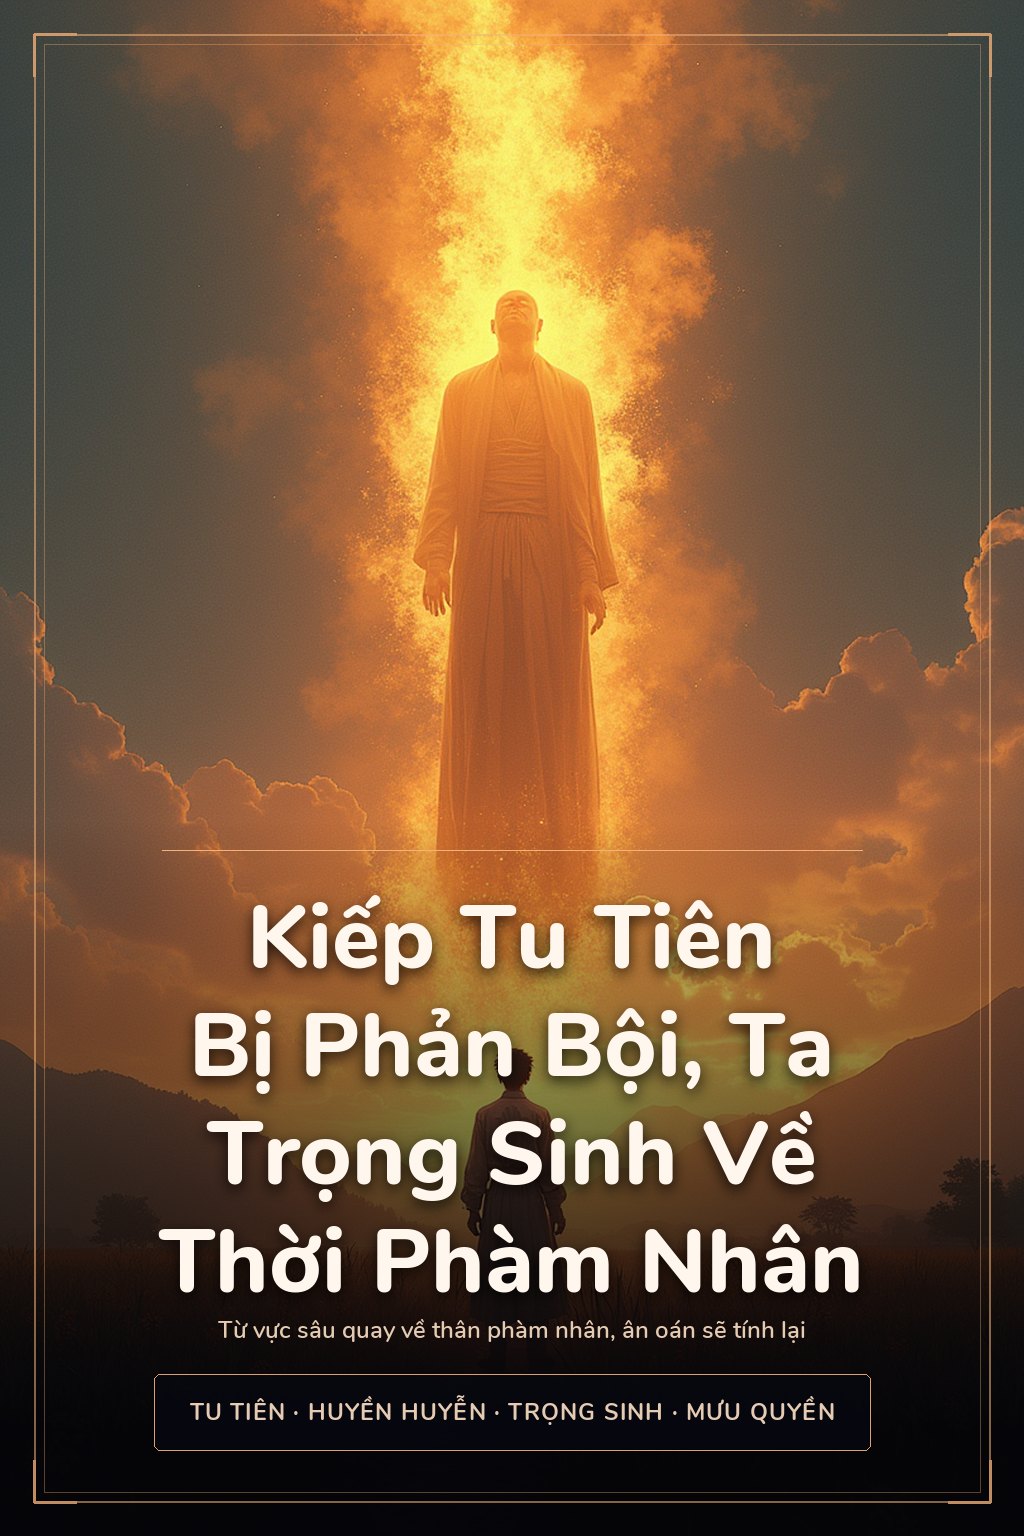 Kiếp Tu Tiên
Bị Phản Bội, Ta
Trọng Sinh Về
Thời Phàm Nhân
Từ vực sâu quay về thân phàm nhân, ân oán sẽ tính lại
TU TIÊN · HUYỀN HUYỄN · TRỌNG SINH · MƯU QUYỀN